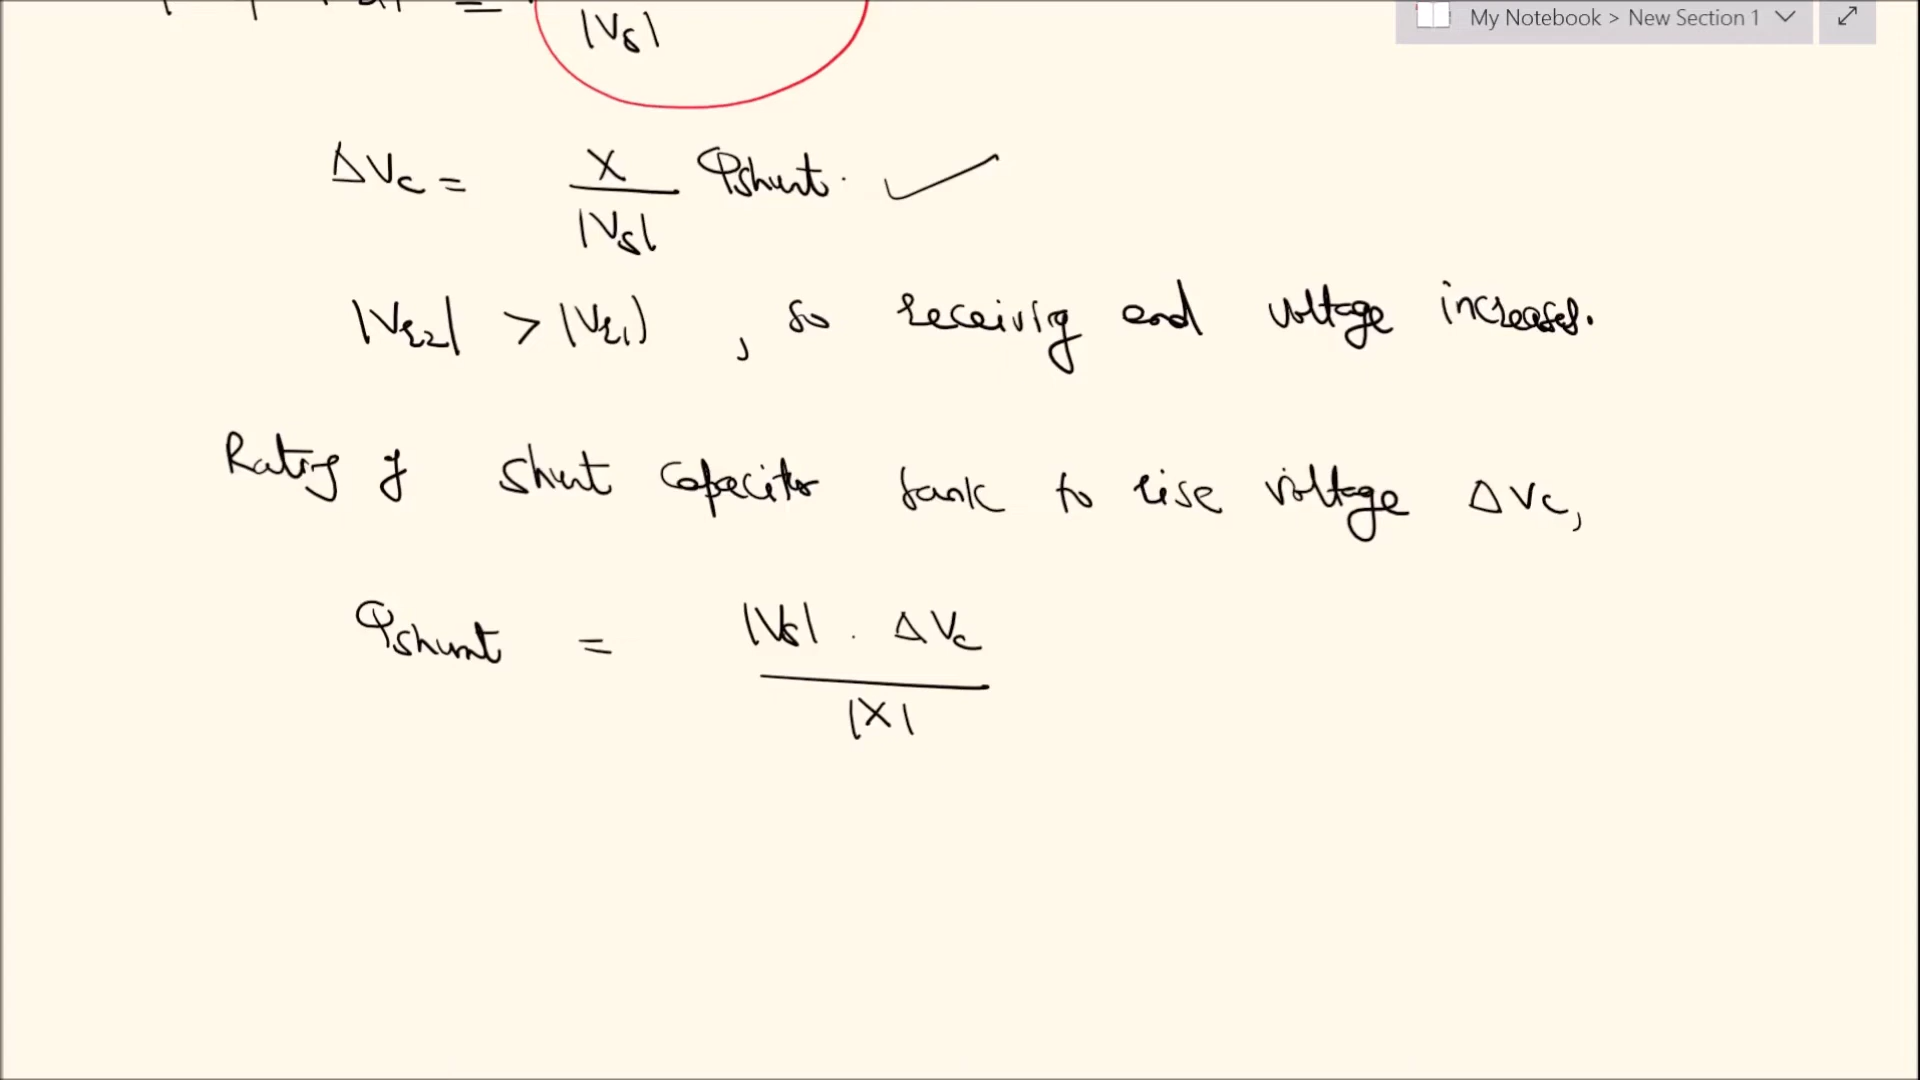 My Notebook > New Section 1
|Vs|
ΔVc = X / |Vs| Qshunt. ✓
|Vr2| > |Vr1| , so receiving end voltage increases.
Rating of shunt capacitor bank to rise voltage ΔVc,
Qshunt = |Vs| . ΔVc / |X|